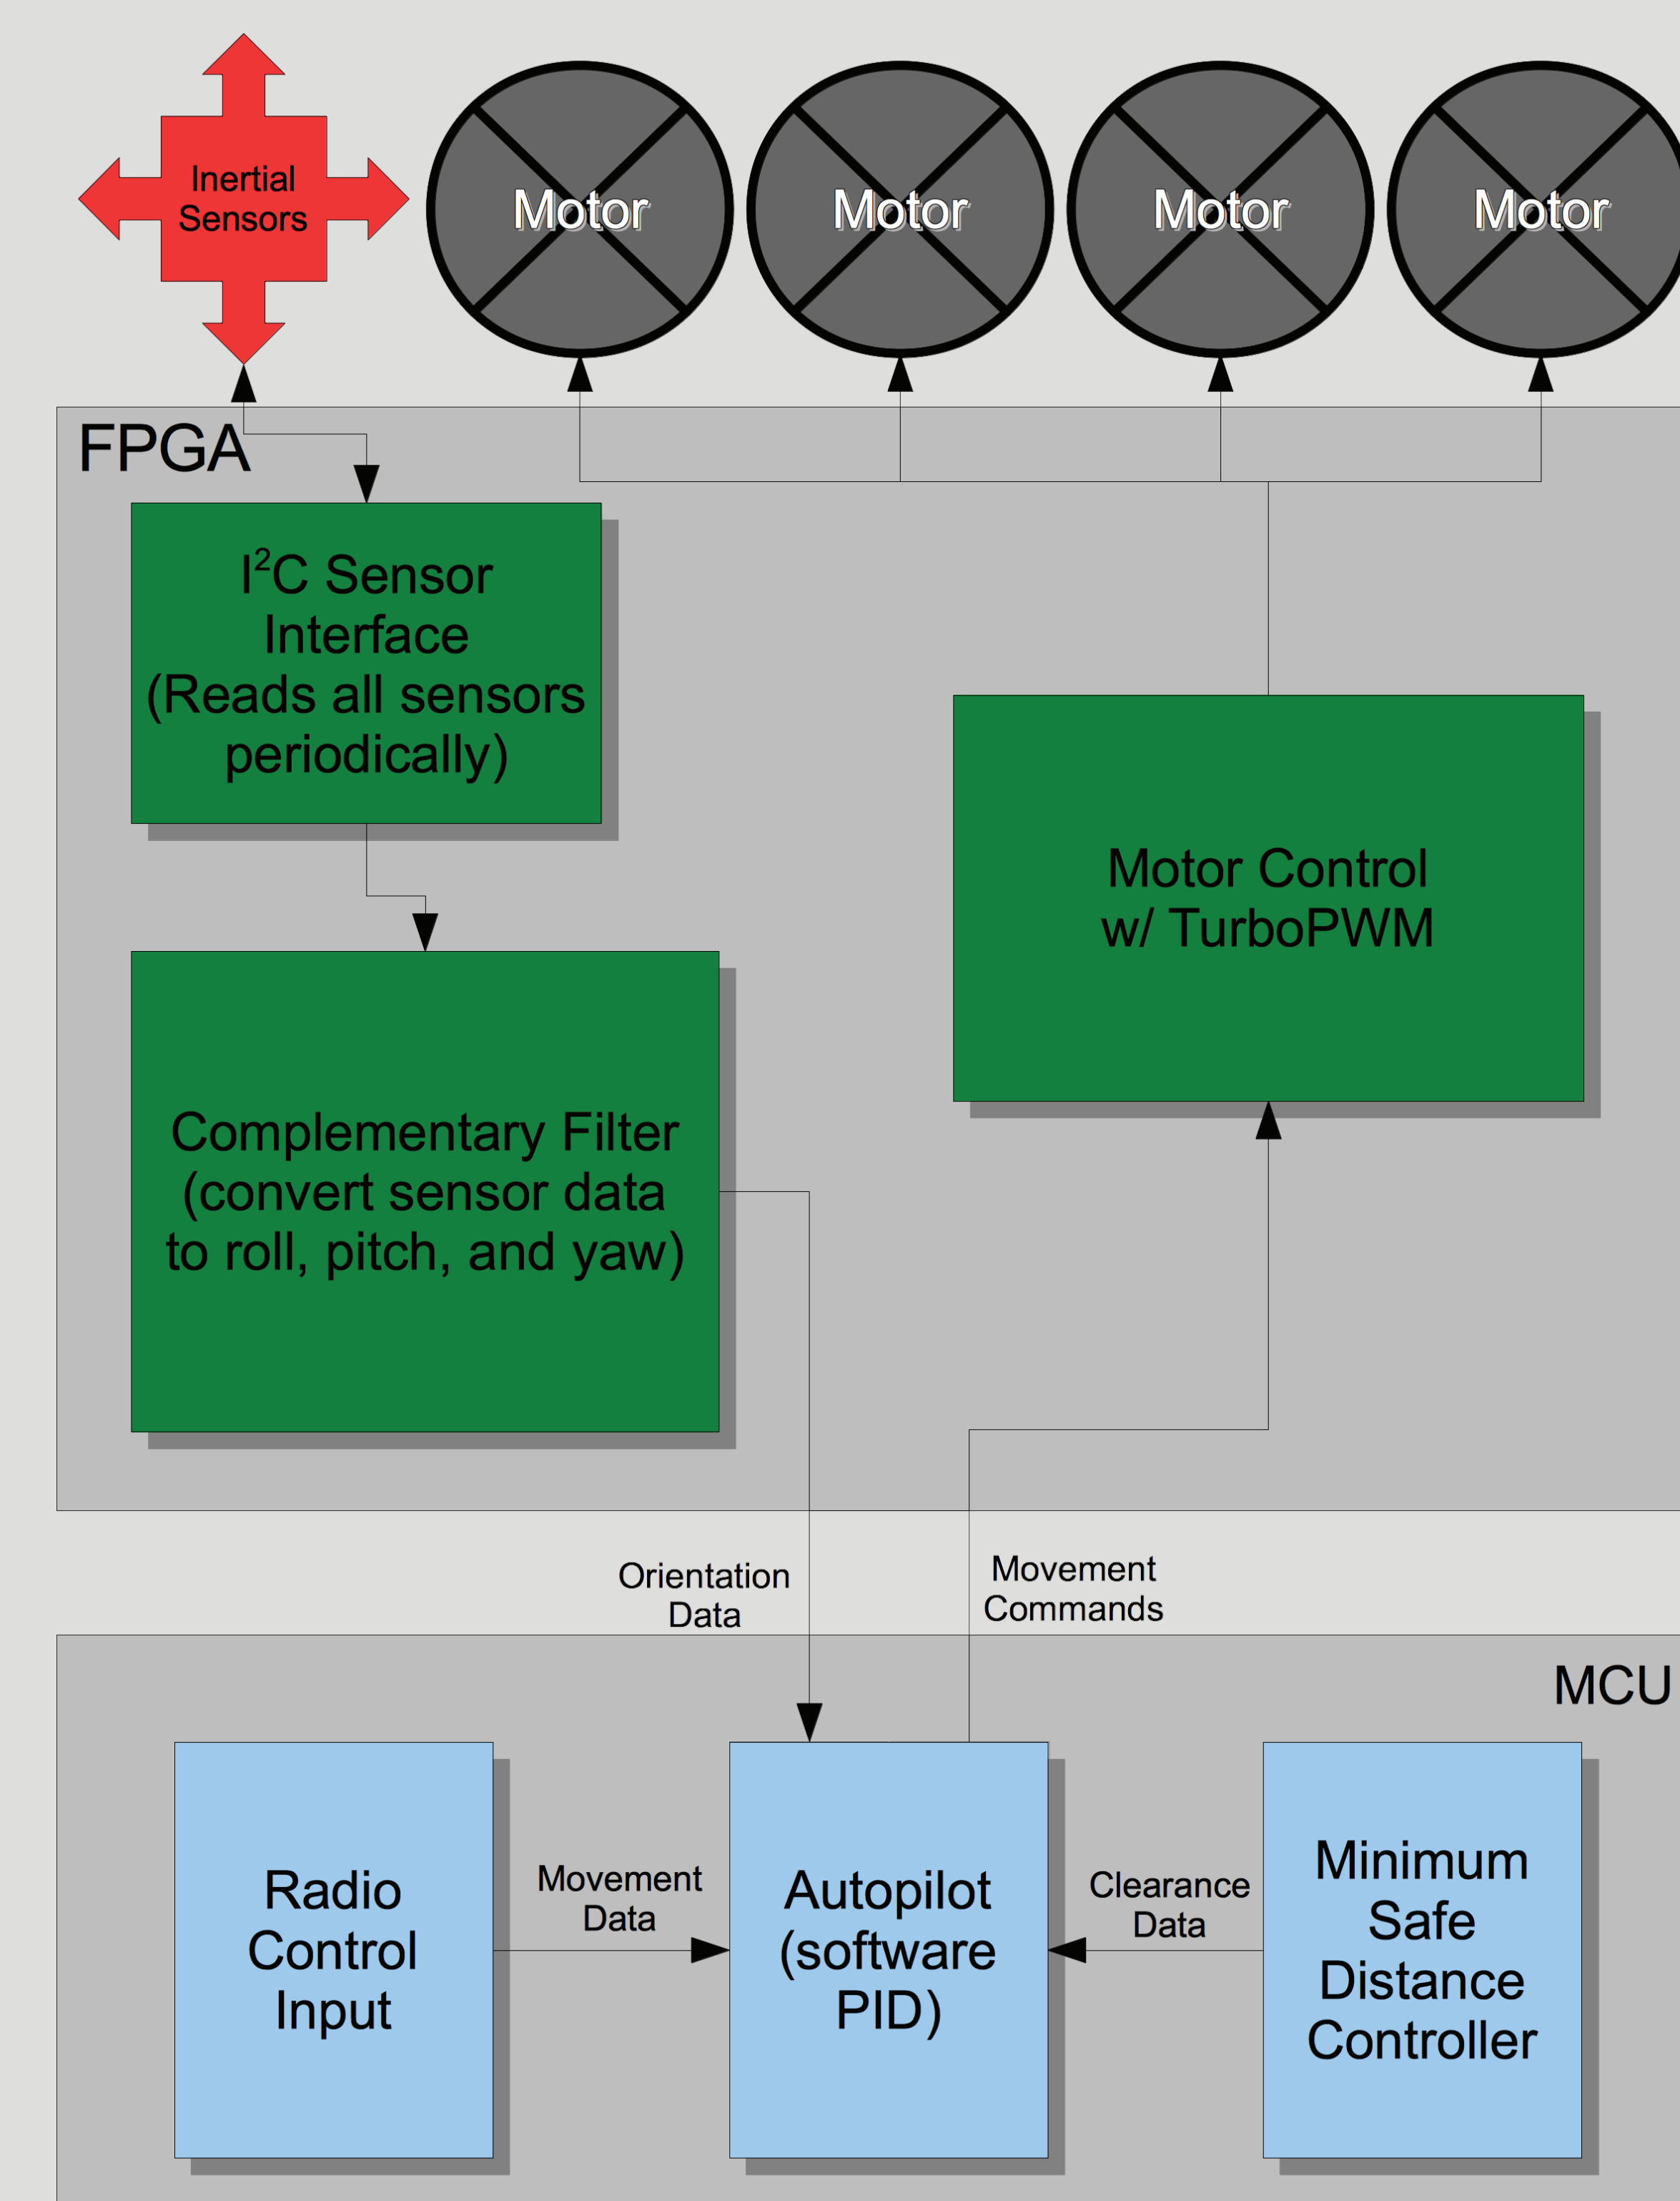 Inertial
Sensors
Motor
Motor
Motor
Motor
FPGA
I²C Sensor
Interface
(Reads all sensors
periodically)
Motor Control
w/ TurboPWM
Complementary Filter
(convert sensor data
to roll, pitch, and yaw)
Orientation
Data
Movement
Commands
MCU
Radio
Control
Input
Movement
Data
Autopilot
(software
PID)
Clearance
Data
Minimum
Safe
Distance
Controller